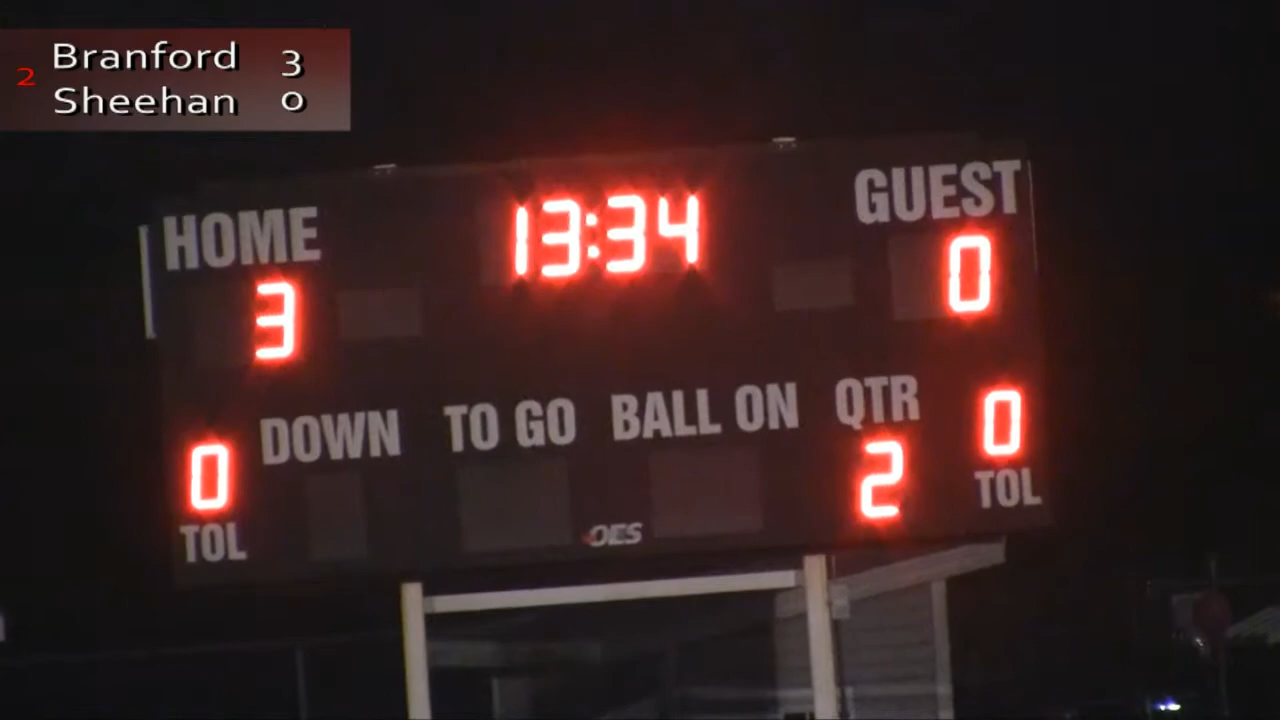 2
Branford 3
Sheehan 0
HOME 13:34 GUEST
3 0
DOWN TO GO BALL ON QTR
0 2 0
TOL OES TOL